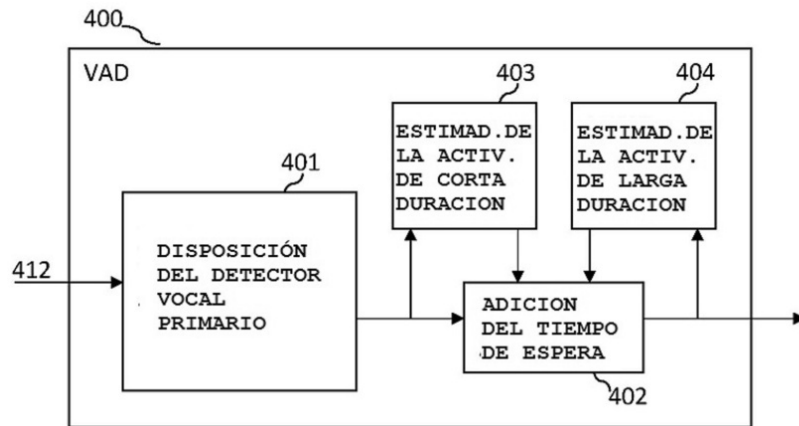 400
VAD
403
404
ESTIMAD.DE
LA ACTIV.
DE CORTA
DURACION
ESTIMAD.DE
LA ACTIV.
DE LARGA
DURACION
401
412
DISPOSICIÓN
DEL DETECTOR
VOCAL
PRIMARIO
ADICION
DEL TIEMPO
DE ESPERA
402